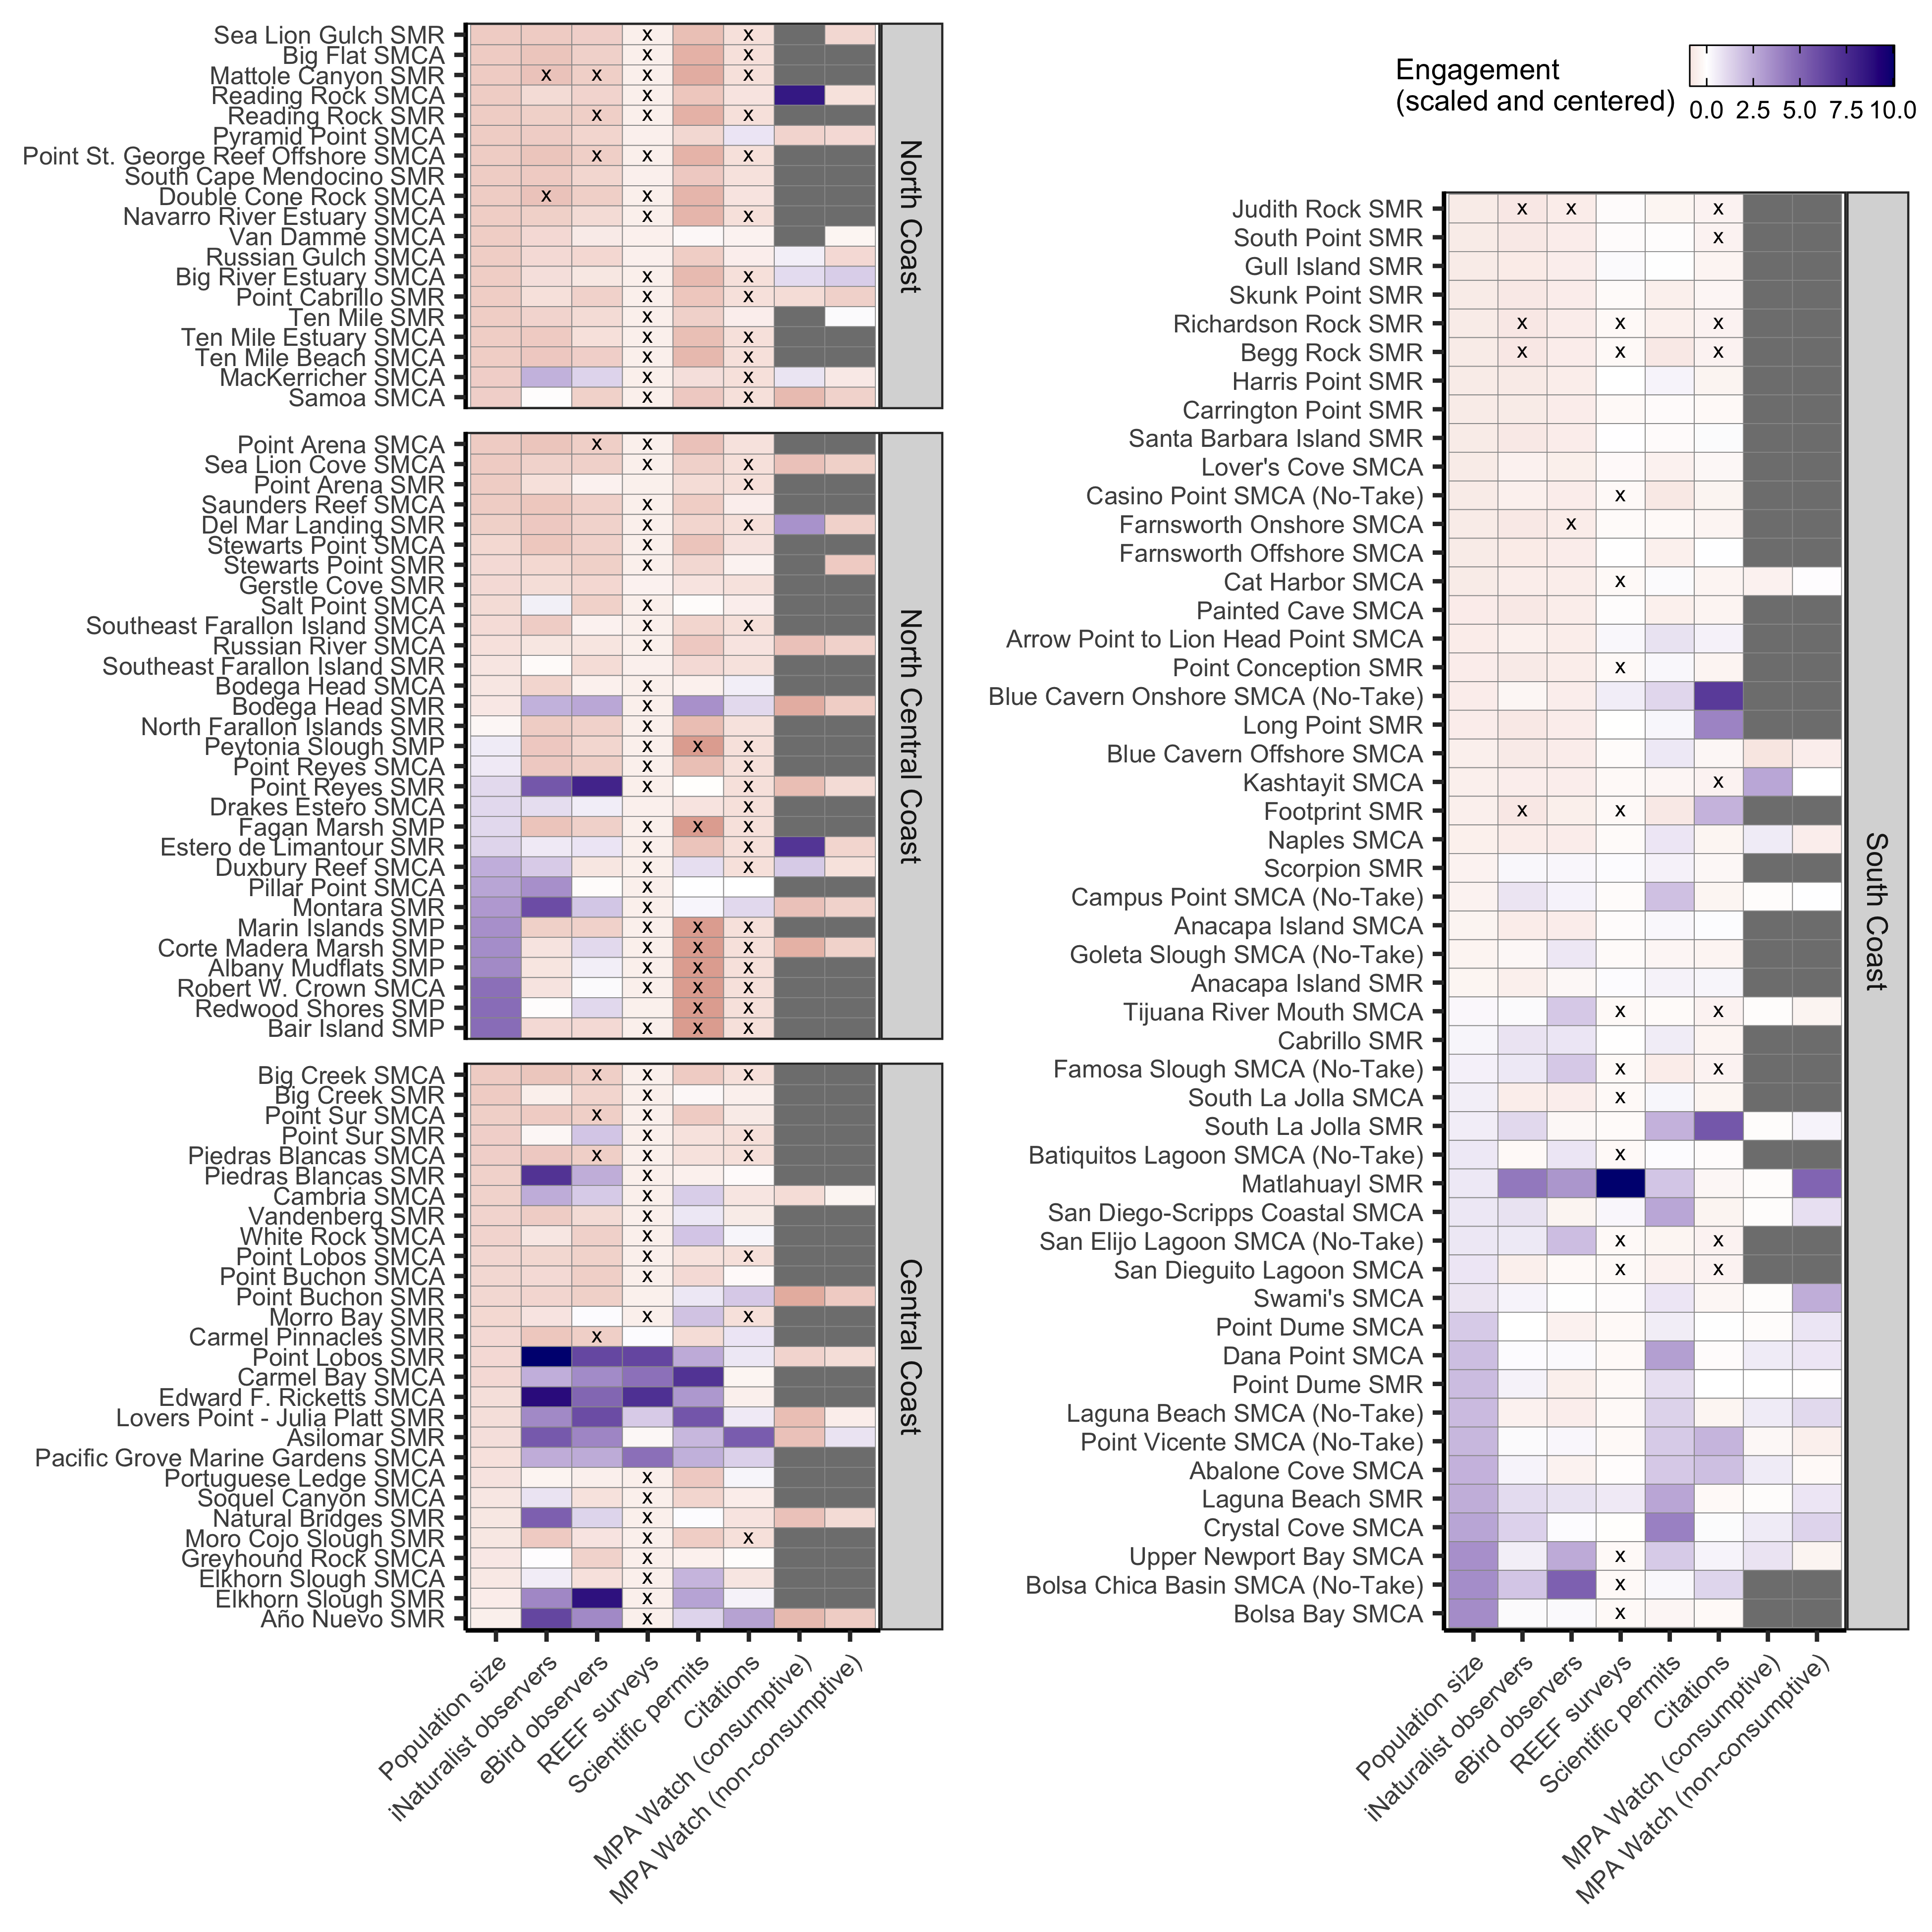 Sea Lion Gulch SMR
Big Flat SMCA
Mattole Canyon SMR
Reading Rock SMCA
Reading Rock SMR
Pyramid Point SMCA
Point St. George Reef Offshore SMCA
South Cape Mendocino SMR
Double Cone Rock SMCA
Navarro River Estuary SMCA
Van Damme SMCA
Russian Gulch SMCA
Big River Estuary SMCA
Point Cabrillo SMR
Ten Mile SMR
Ten Mile Estuary SMCA
Ten Mile Beach SMCA
MacKerricher SMCA
Samoa SMCA
North Coast
Point Arena SMCA
Sea Lion Cove SMCA
Point Arena SMR
Saunders Reef SMCA
Del Mar Landing SMR
Stewarts Point SMCA
Stewarts Point SMR
Gerstle Cove SMR
Salt Point SMCA
Southeast Farallon Island SMCA
Russian River SMCA
Southeast Farallon Island SMR
Bodega Head SMCA
Bodega Head SMR
North Farallon Islands SMR
Peytonia Slough SMP
Point Reyes SMCA
Point Reyes SMR
Drakes Estero SMCA
Fagan Marsh SMP
Estero de Limantour SMR
Duxbury Reef SMCA
Pillar Point SMCA
Montara SMR
Marin Islands SMP
Corte Madera Marsh SMP
Albany Mudflats SMP
Robert W. Crown SMCA
Redwood Shores SMP
Bair Island SMP
North Central Coast
Big Creek SMCA
Big Creek SMR
Point Sur SMCA
Point Sur SMR
Piedras Blancas SMCA
Piedras Blancas SMR
Cambria SMCA
Vandenberg SMR
White Rock SMCA
Point Lobos SMCA
Point Buchon SMCA
Point Buchon SMR
Morro Bay SMR
Carmel Pinnacles SMR
Point Lobos SMR
Carmel Bay SMCA
Edward F. Ricketts SMCA
Lovers Point - Julia Platt SMR
Asilomar SMR
Pacific Grove Marine Gardens SMCA
Portuguese Ledge SMCA
Soquel Canyon SMCA
Natural Bridges SMR
Moro Cojo Slough SMR
Greyhound Rock SMCA
Elkhorn Slough SMCA
Elkhorn Slough SMR
Año Nuevo SMR
Central Coast
Population size
iNaturalist observers
eBird observers
REEF surveys
Scientific permits
Citations
MPA Watch (consumptive)
MPA Watch (non-consumptive)
Engagement
(scaled and centered)
0.0 2.5 5.0 7.5 10.0
Judith Rock SMR
South Point SMR
Gull Island SMR
Skunk Point SMR
Richardson Rock SMR
Begg Rock SMR
Harris Point SMR
Carrington Point SMR
Santa Barbara Island SMR
Lover's Cove SMCA
Casino Point SMCA (No-Take)
Farnsworth Onshore SMCA
Farnsworth Offshore SMCA
Cat Harbor SMCA
Painted Cave SMCA
Arrow Point to Lion Head Point SMCA
Point Conception SMR
Blue Cavern Onshore SMCA (No-Take)
Long Point SMR
Blue Cavern Offshore SMCA
Kashtayit SMCA
Footprint SMR
Naples SMCA
Scorpion SMR
Campus Point SMCA (No-Take)
Anacapa Island SMCA
Goleta Slough SMCA (No-Take)
Anacapa Island SMR
Tijuana River Mouth SMCA
Cabrillo SMR
Famosa Slough SMCA (No-Take)
South La Jolla SMCA
South La Jolla SMR
Batiquitos Lagoon SMCA (No-Take)
Matlahuayl SMR
San Diego-Scripps Coastal SMCA
San Elijo Lagoon SMCA (No-Take)
San Dieguito Lagoon SMCA
Swami's SMCA
Point Dume SMCA
Dana Point SMCA
Point Dume SMR
Laguna Beach SMCA (No-Take)
Point Vicente SMCA (No-Take)
Abalone Cove SMCA
Laguna Beach SMR
Crystal Cove SMCA
Upper Newport Bay SMCA
Bolsa Chica Basin SMCA (No-Take)
Bolsa Bay SMCA
South Coast
Population size
iNaturalist observers
eBird observers
REEF surveys
Scientific permits
Citations
MPA Watch (consumptive)
MPA Watch (non-consumptive)